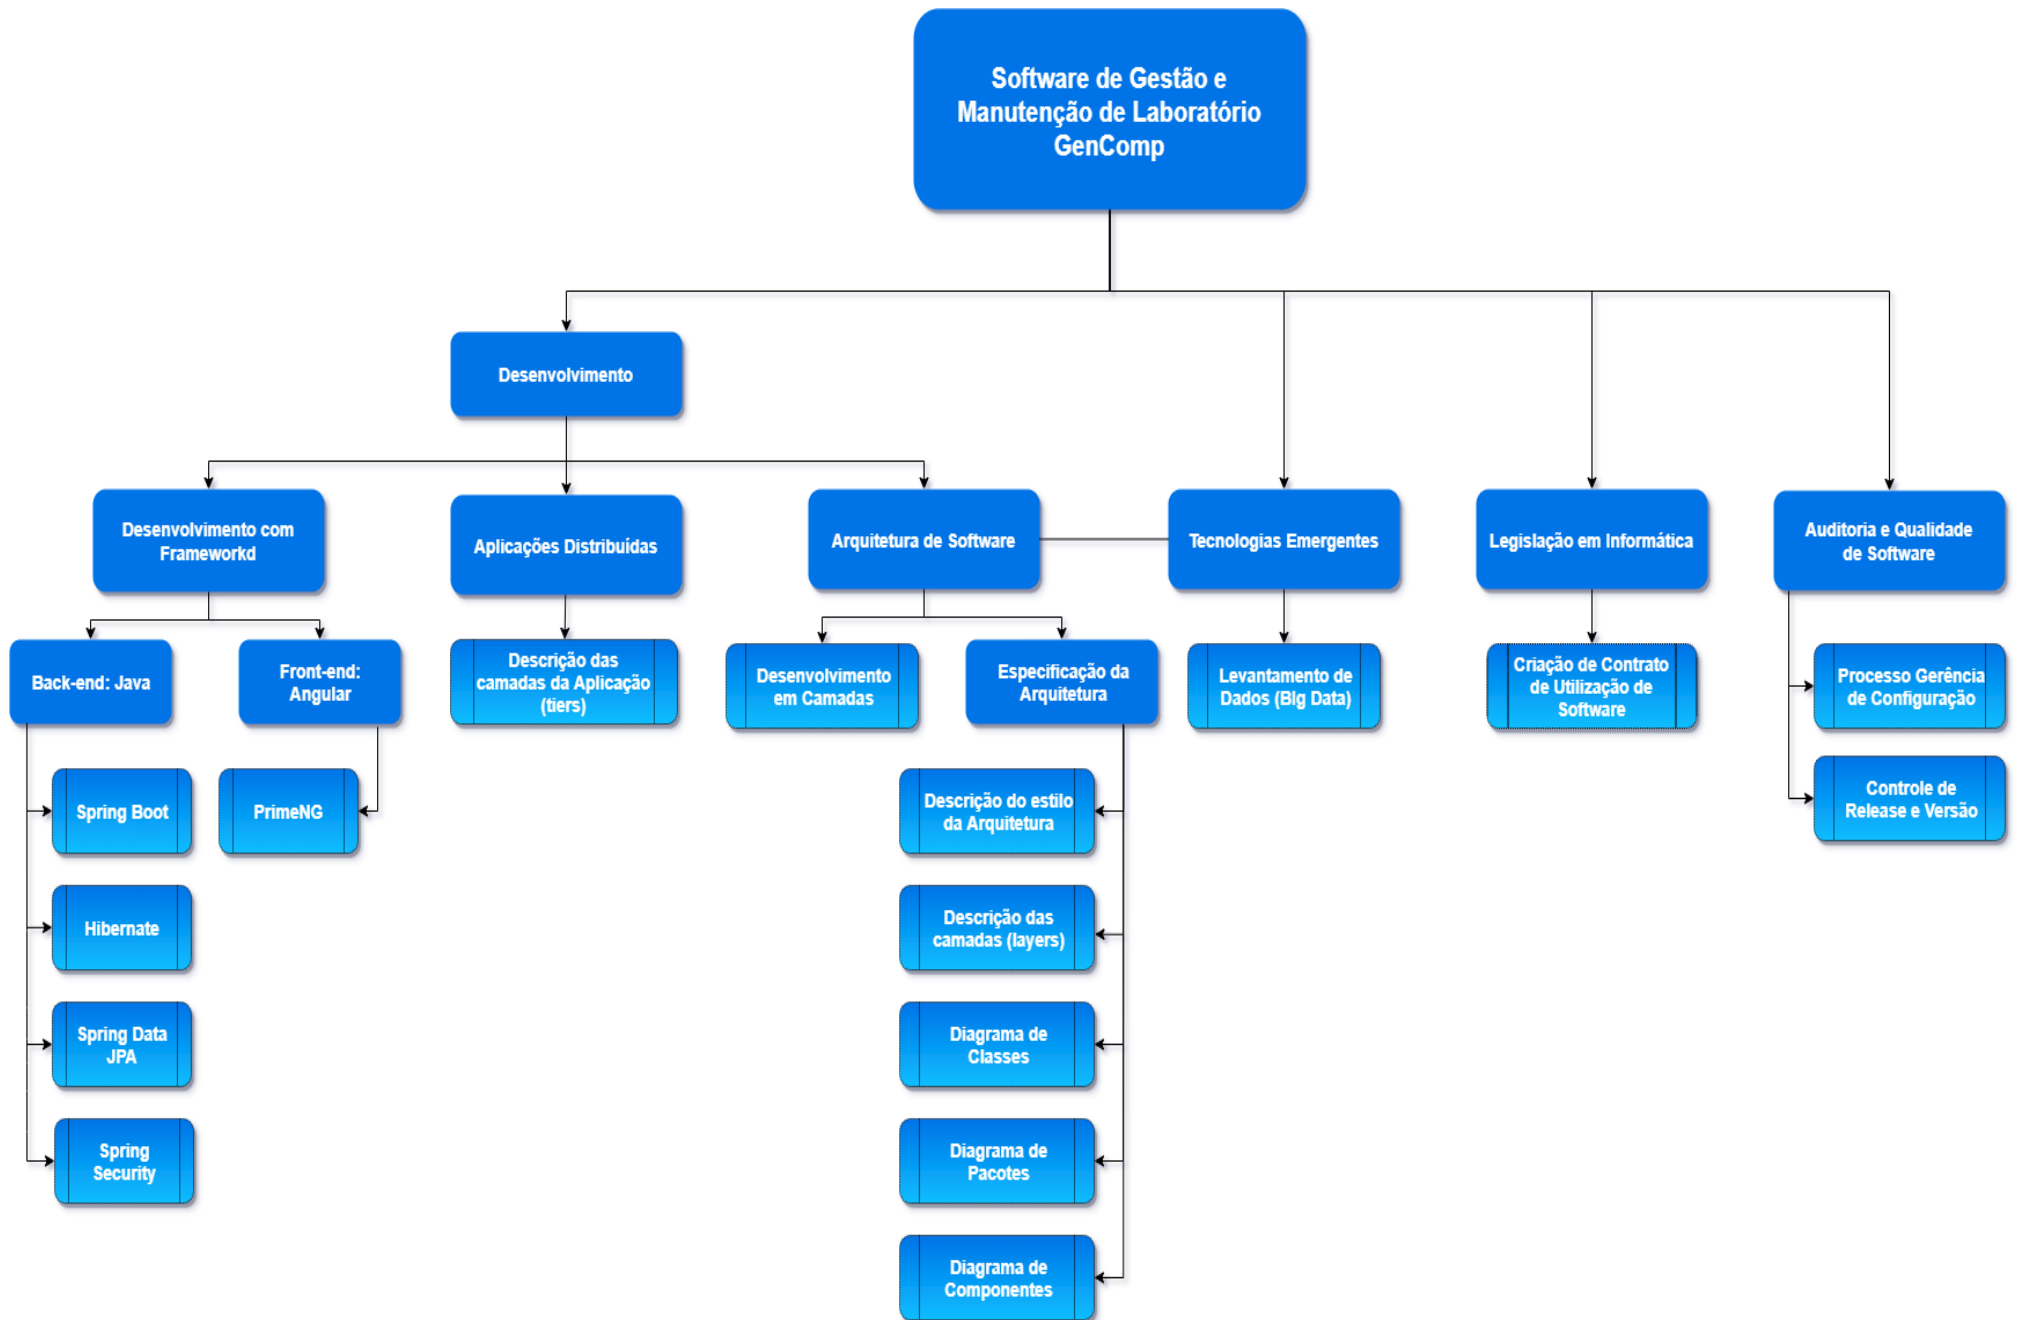 Software de Gestão e
Manutenção de Laboratório
GenComp
Desenvolvimento
Desenvolvimento com
Frameworkd
Aplicações Distribuídas
Arquitetura de Software
Tecnologias Emergentes
Legislação em Informática
Auditoria e Qualidade
de Software
Back-end: Java
Front-end:
Angular
Descrição das
camadas da Aplicação
(tiers)
Desenvolvimento
em Camadas
Especificação da
Arquitetura
Levantamento de
Dados (BIg Data)
Criação de Contrato
de Utilização de
Software
Processo Gerência
de Configuração
Spring Boot
PrimeNG
Descrição do estilo
da Arquitetura
Controle de
Release e Versão
Hibernate
Descrição das
camadas (layers)
Spring Data
JPA
Diagrama de
Classes
Spring
Security
Diagrama de
Pacotes
Diagrama de
Componentes